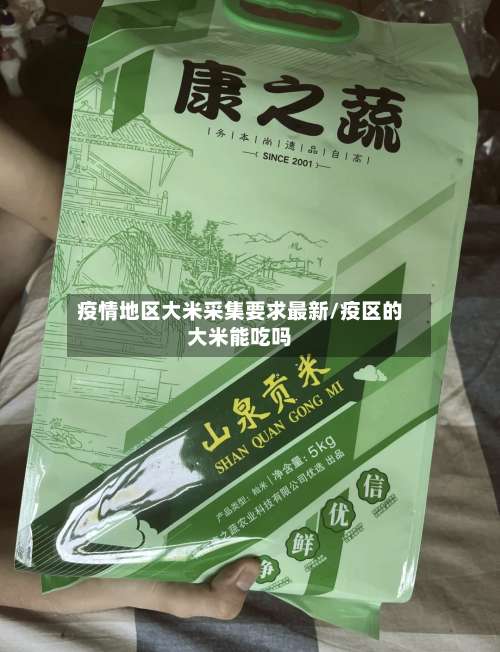 康之蔬
务本尚德品自高
SINCE 2001
疫情地区大米采集要求最新/疫区的
大米能吃吗
山泉贡米
SHAN QUAN GONG MI
产品类型：籼米 净含量：5kg
之蔬农业科技有限公司优选 出品
净 鲜 优 信